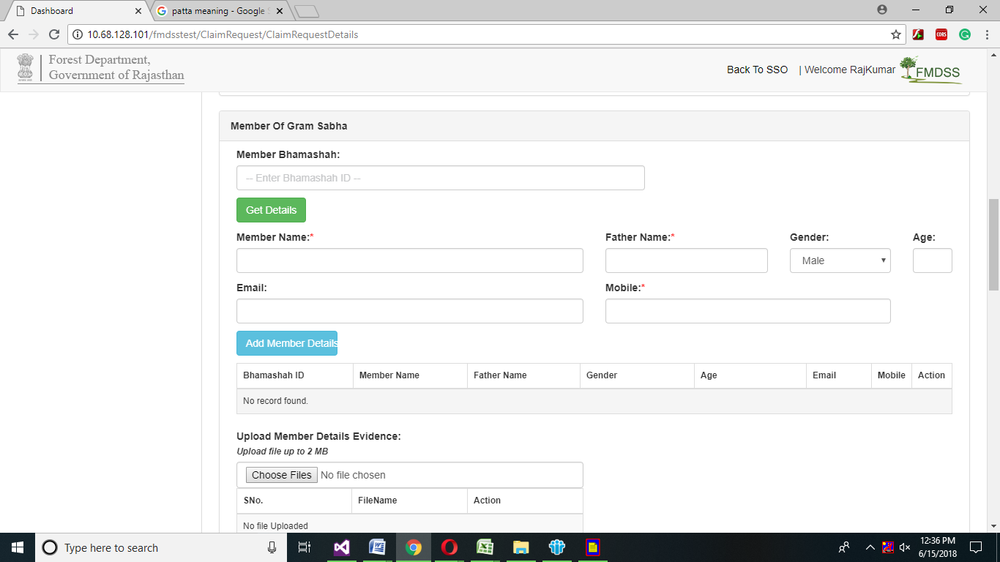 Dashboard
patta meaning - Google S
10.68.128.101/fmdsstest/ClaimRequest/ClaimRequestDetails
CORS
Forest Department,
Government of Rajasthan
Back To SSO | Welcome RajKumar
FMDSS
Member Of Gram Sabha
Member Bhamashah:
-- Enter Bhamashah ID --
Get Details
Member Name:* Father Name:* Gender: Age:
Male
Email: Mobile:*
Add Member Details
Bhamashah ID Member Name Father Name Gender Age Email Mobile Action
No record found.
Upload Member Details Evidence:
Upload file up to 2 MB
Choose Files No file chosen
SNo. FileName Action
No file Uploaded
Type here to search
12:36 PM
6/15/2018